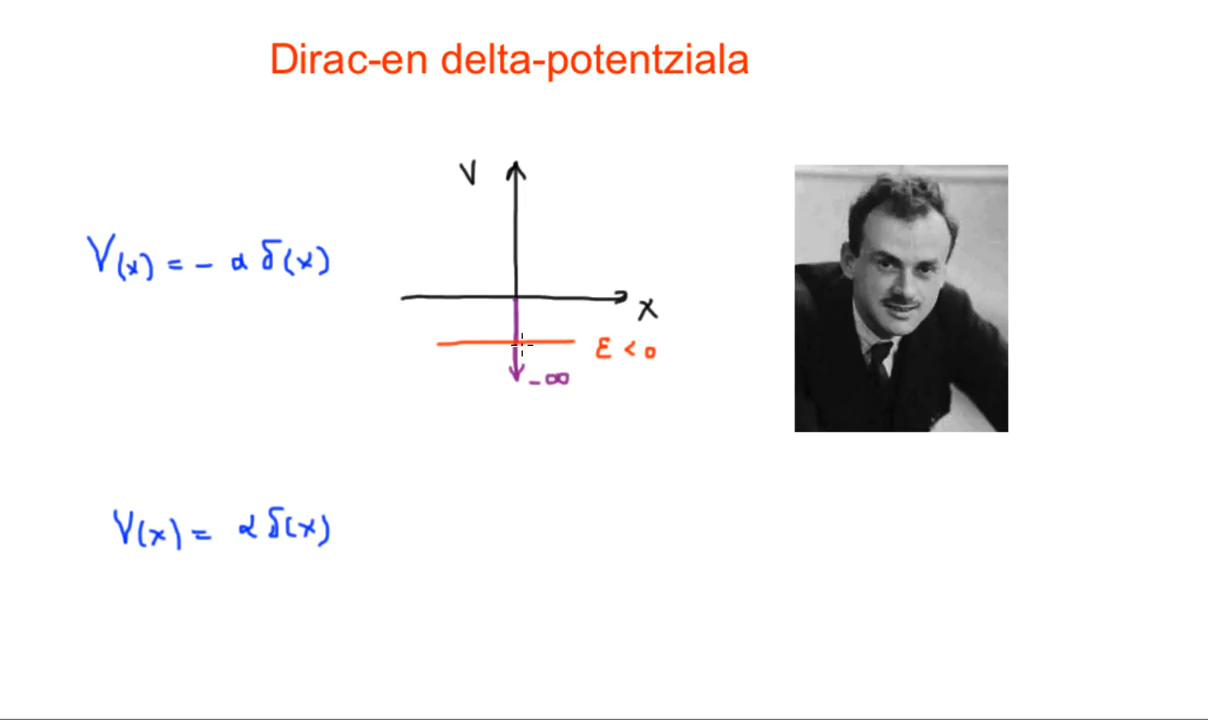 Dirac-en delta-potentziala
V
V(x) = - α δ(x)
x
E < 0
-∞
V(x) = α δ(x)